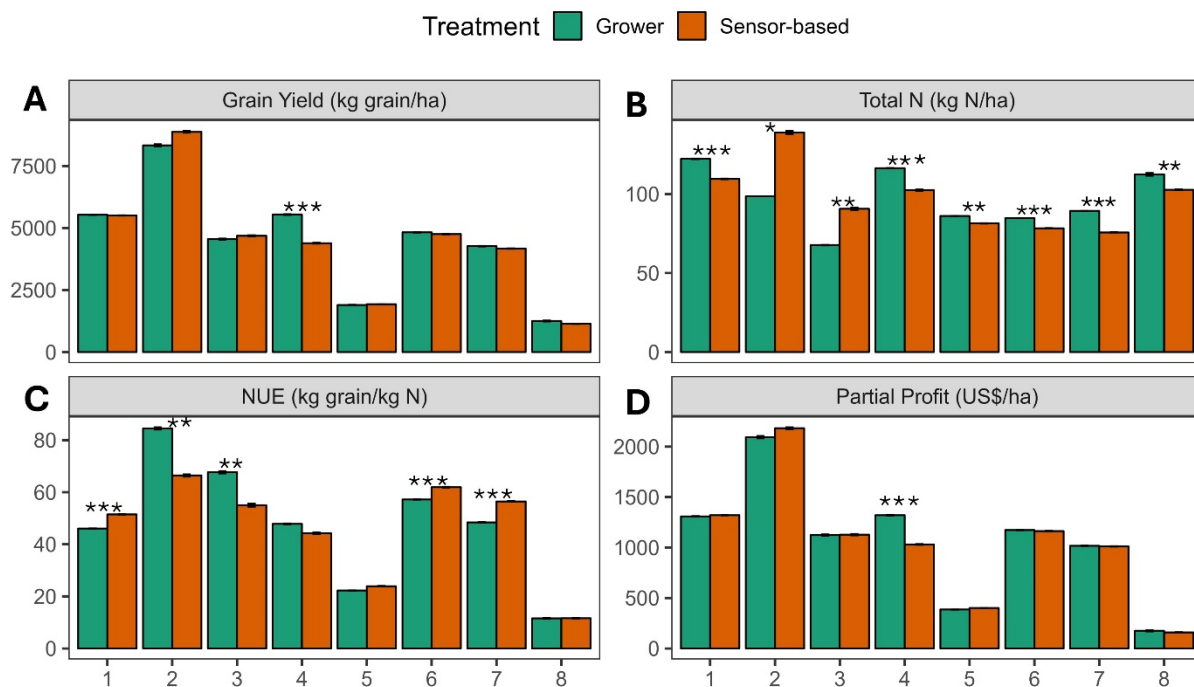 Treatment Grower Sensor-based
A B
Grain Yield (kg grain/ha) Total N (kg N/ha)
7500
5000
2500
0
***
100
50
0
*** * ** *** ** *** *** **
C D
NUE (kg grain/kg N) Partial Profit (US$/ha)
80
60
40
20
0
*** ** ** *** ***
2000
1500
1000
500
0
***
1 2 3 4 5 6 7 8
1 2 3 4 5 6 7 8